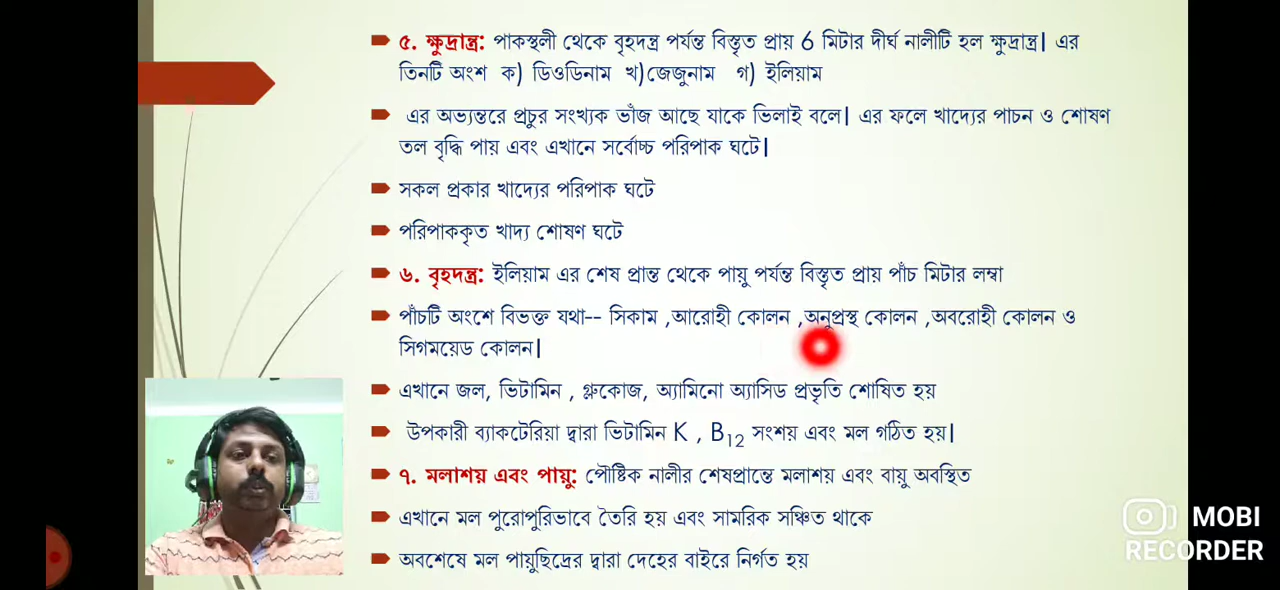 ৫. ক্ষুদ্রান্ত্র: পাকস্থলী থেকে বৃহদন্ত্র পর্যন্ত বিস্তৃত প্রায় 6 মিটার দীর্ঘ নালীটি হল ক্ষুদ্রান্ত্র| এর
তিনটি অংশ ক) ডিওডিনাম খ)জেজুনাম গ) ইলিয়াম
এর অভ্যন্তরে প্রচুর সংখ্যক ভাঁজ আছে যাকে ভিলাই বলে| এর ফলে খাদ্যের পাচন ও শোষণ
তল বৃদ্ধি পায় এবং এখানে সর্বোচ্চ পরিপাক ঘটে|
সকল প্রকার খাদ্যের পরিপাক ঘটে
পরিপাককৃত খাদ্য শোষণ ঘটে
৬. বৃহদন্ত্র: ইলিয়াম এর শেষ প্রান্ত থেকে পায়ু পর্যন্ত বিস্তৃত প্রায় পাঁচ মিটার লম্বা
পাঁচটি অংশে বিভক্ত যথা-- সিকাম ,আরোহী কোলন ,অনুপ্রস্থ কোলন ,অবরোহী কোলন ও
সিগময়েড কোলন|
এখানে জল, ভিটামিন , গ্লুকোজ, অ্যামিনো অ্যাসিড প্রভৃতি শোষিত হয়
উপকারী ব্যাকটেরিয়া দ্বারা ভিটামিন K , B12 সংশয় এবং মল গঠিত হয়|
৭. মলাশয় এবং পায়ু: পৌষ্টিক নালীর শেষপ্রান্তে মলাশয় এবং বায়ু অবস্থিত
এখানে মল পুরোপুরিভাবে তৈরি হয় এবং সামরিক সঞ্চিত থাকে
অবশেষে মল পায়ুছিদ্রের দ্বারা দেহের বাইরে নির্গত হয়
MOBI
RECORDER